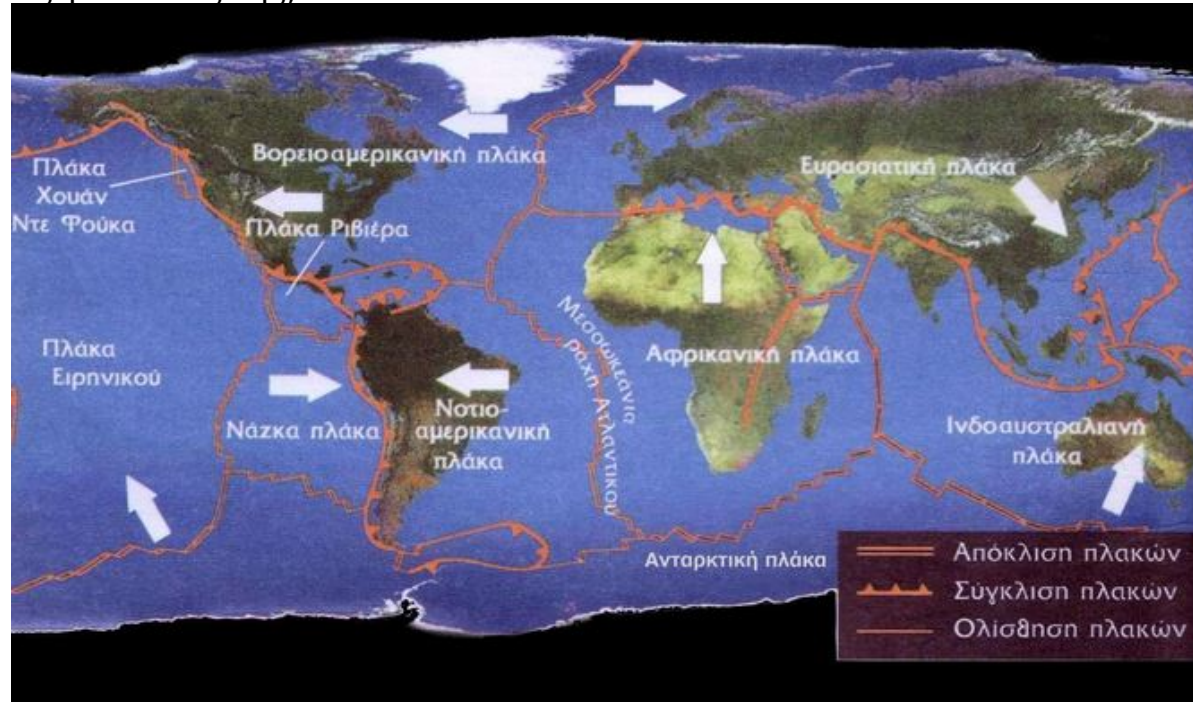 Πλάκα
Χουάν
Ντε Φούκα
Βορειοαμερικανική πλάκα
Πλάκα Ριβιέρα
Ευρασιατική πλάκα
Πλάκα
Ειρηνικού
Νάzκα πλάκα
Νοτιο-
αμερικανική
πλάκα
Μεσοωκεάνια
ράχη Ατλαντικού
Αφρικανική πλάκα
Ινδοαυστραλιανή
πλάκα
Ανταρκτική πλάκα
Απόκλιση πλακών
Σύγκλιση πλακών
Ολίσθηση πλακών